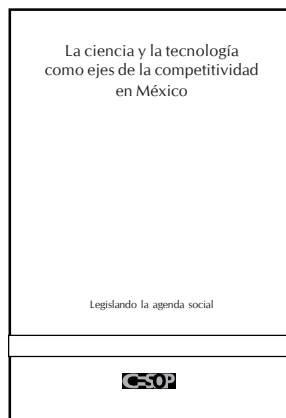 La ciencia y la tecnología
como ejes de la competitividad
en México
Legislando la agenda social
CESOP